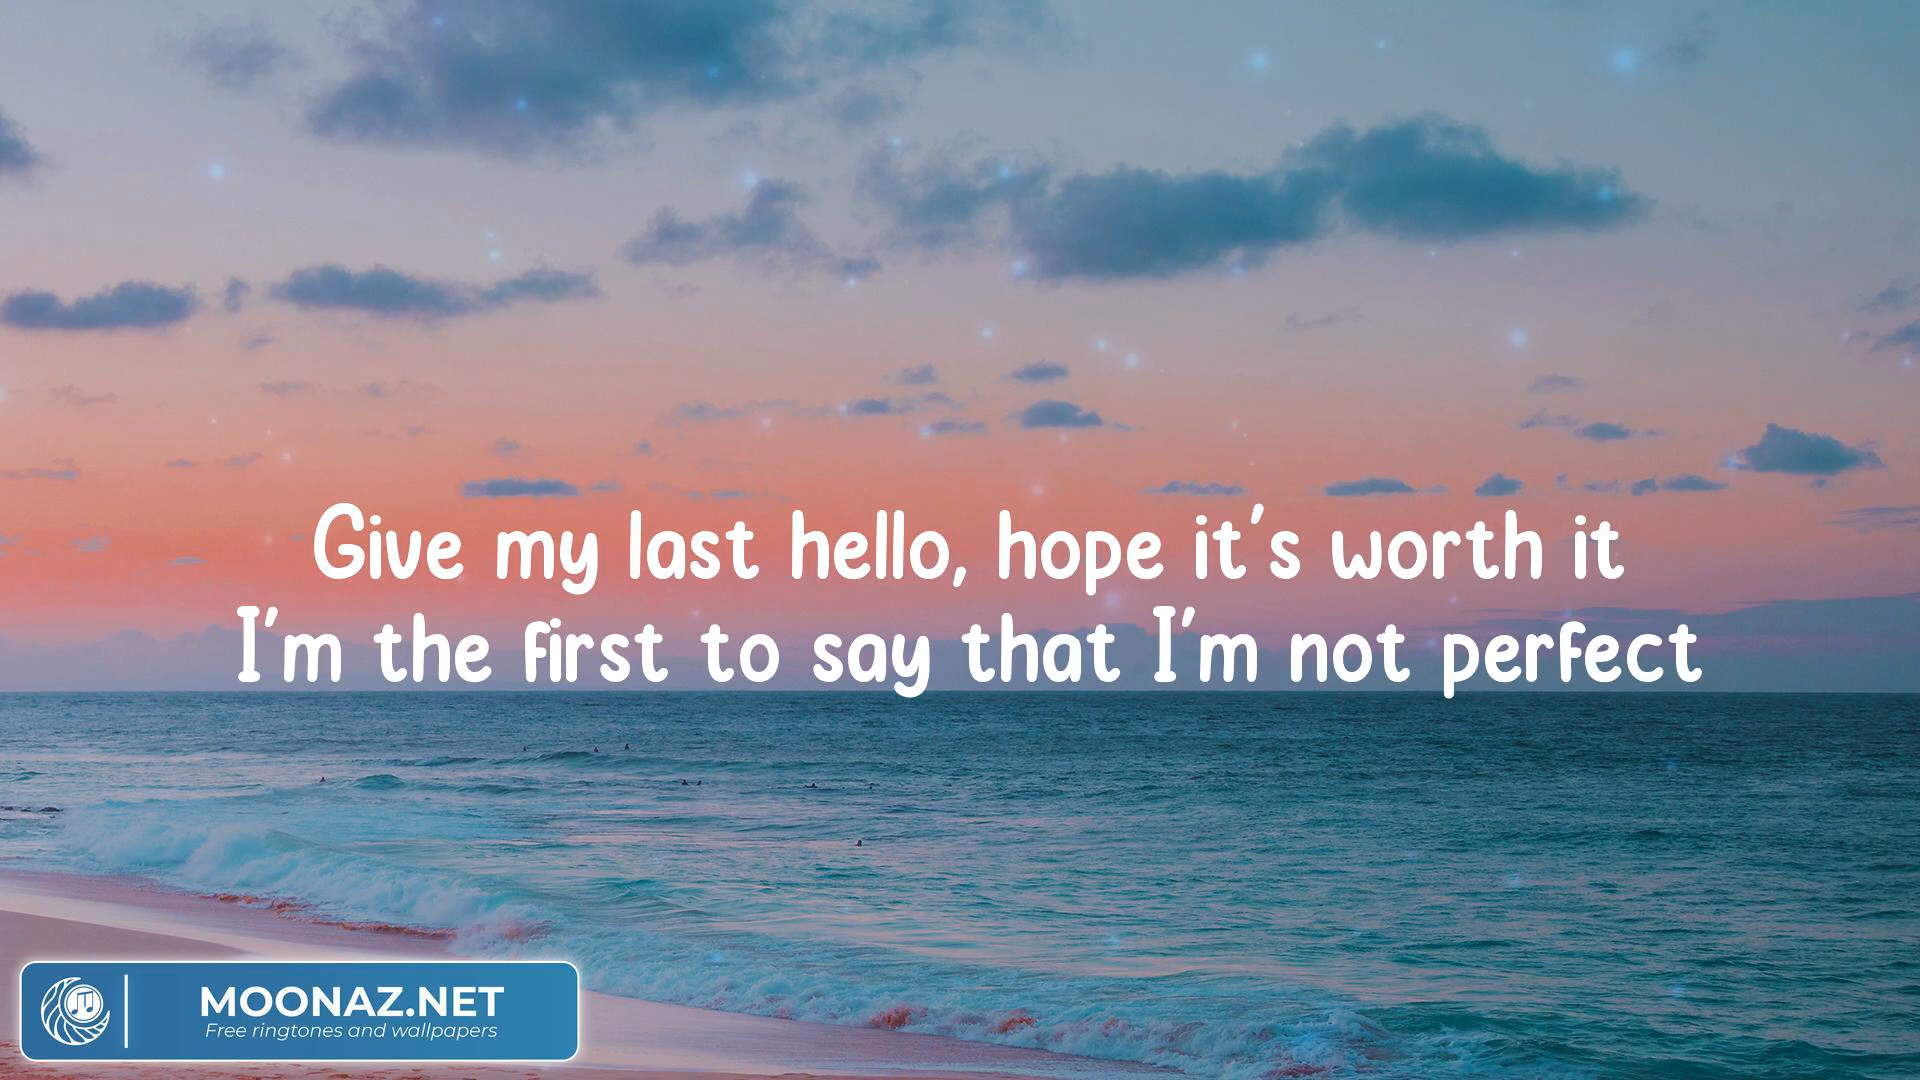 Give my last hello, hope it's worth it
I'm the first to say that I'm not perfect
MOONAZ.NET
Free ringtones and wallpapers